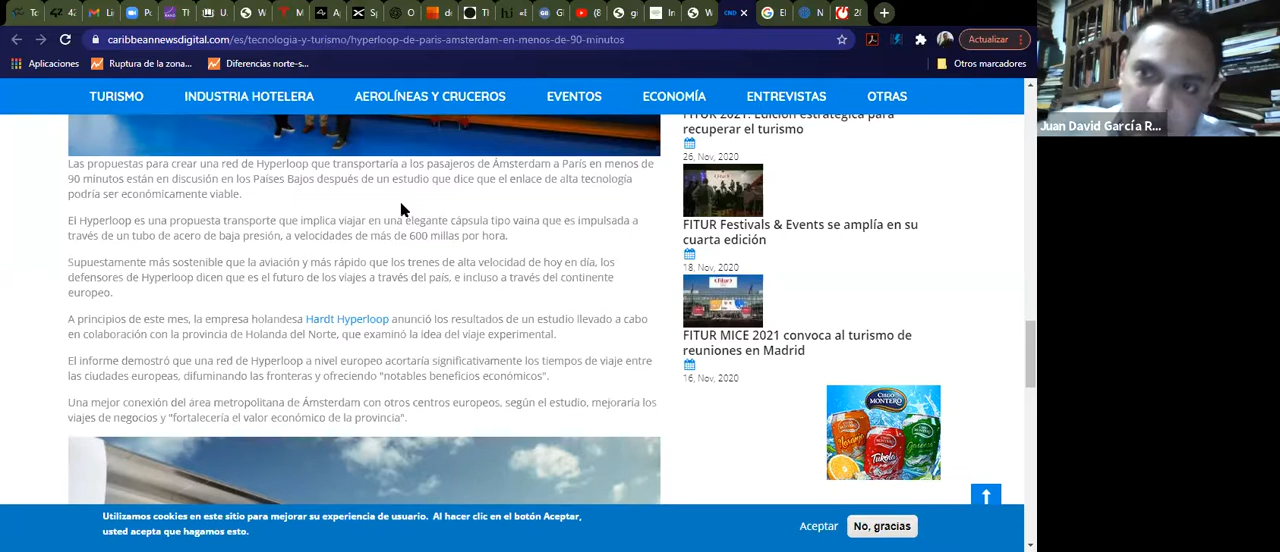 42
Gmail
Po
caribbeannewsdigital.com/es/tecnologia-y-turismo/hyperloop-de-paris-amsterdam-en-menos-de-90-minutos
Actualizar
Aplicaciones
Ruptura de la zona...
Diferencias norte-s...
Otros marcadores
TURISMO
INDUSTRIA HOTELERA
AEROLÍNEAS Y CRUCEROS
EVENTOS
ECONOMÍA
ENTREVISTAS
OTRAS
Las propuestas para crear una red de Hyperloop que transportaría a los pasajeros de Ámsterdam a París en menos de
90 minutos están en discusión en los Países Bajos después de un estudio que dice que el enlace de alta tecnología
podría ser económicamente viable.
El Hyperloop es una propuesta transporte que implica viajar en una elegante cápsula tipo vaina que es impulsada a
través de un tubo de acero de baja presión, a velocidades de más de 600 millas por hora.
Supuestamente más sostenible que la aviación y más rápido que los trenes de alta velocidad de hoy en día, los
defensores de Hyperloop dicen que es el futuro de los viajes a través del país, e incluso a través del continente
europeo.
A principios de este mes, la empresa holandesa Hardt Hyperloop anunció los resultados de un estudio llevado a cabo
en colaboración con la provincia de Holanda del Norte, que examinó la idea del viaje experimental.
El informe demostró que una red de Hyperloop a nivel europeo acortaría significativamente los tiempos de viaje entre
las ciudades europeas, difuminando las fronteras y ofreciendo "notables beneficios económicos".
Una mejor conexión del área metropolitana de Ámsterdam con otros centros europeos, según el estudio, mejoraría los
viajes de negocios y "fortalecería el valor económico de la provincia".
FITUR 2021: Edición estratégica para
recuperar el turismo
26, Nov, 2020
FITUR Festivals & Events se amplía en su
cuarta edición
18, Nov, 2020
FITUR MICE 2021 convoca al turismo de
reuniones en Madrid
16, Nov, 2020
CIEGO
MONTERO
Naranja
Tukola
Gaseosa
Utilizamos cookies en este sitio para mejorar su experiencia de usuario. Al hacer clic en el botón Aceptar,
usted acepta que hagamos esto.
Aceptar
No, gracias
Juan David García R...